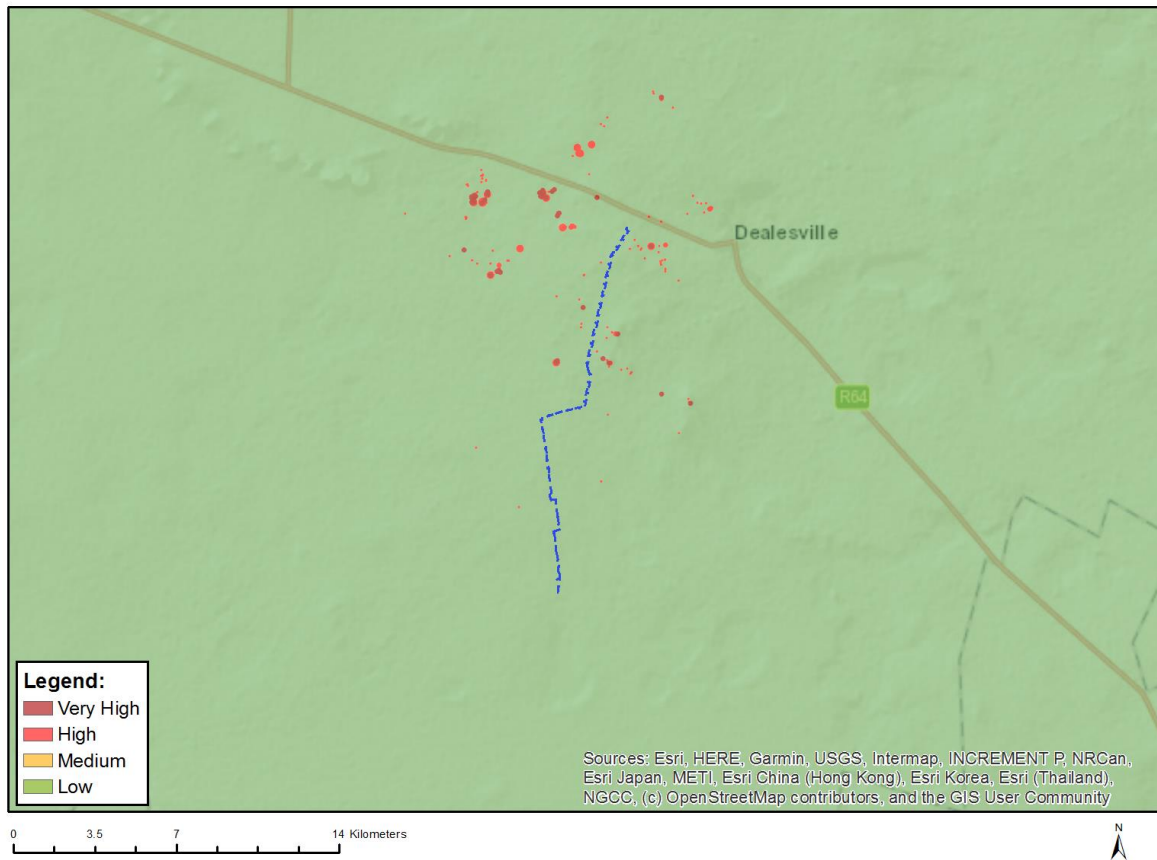 Dealesville
R64
Legend:
Very High
High
Medium
Low
Sources: Esri, HERE, Garmin, USGS, Intermap, INCREMENT P, NRCan,
Esri Japan, METI, Esri China (Hong Kong), Esri Korea, Esri (Thailand),
NGCC, (c) OpenStreetMap contributors, and the GIS User Community
0 3.5 7 14 Kilometers
N